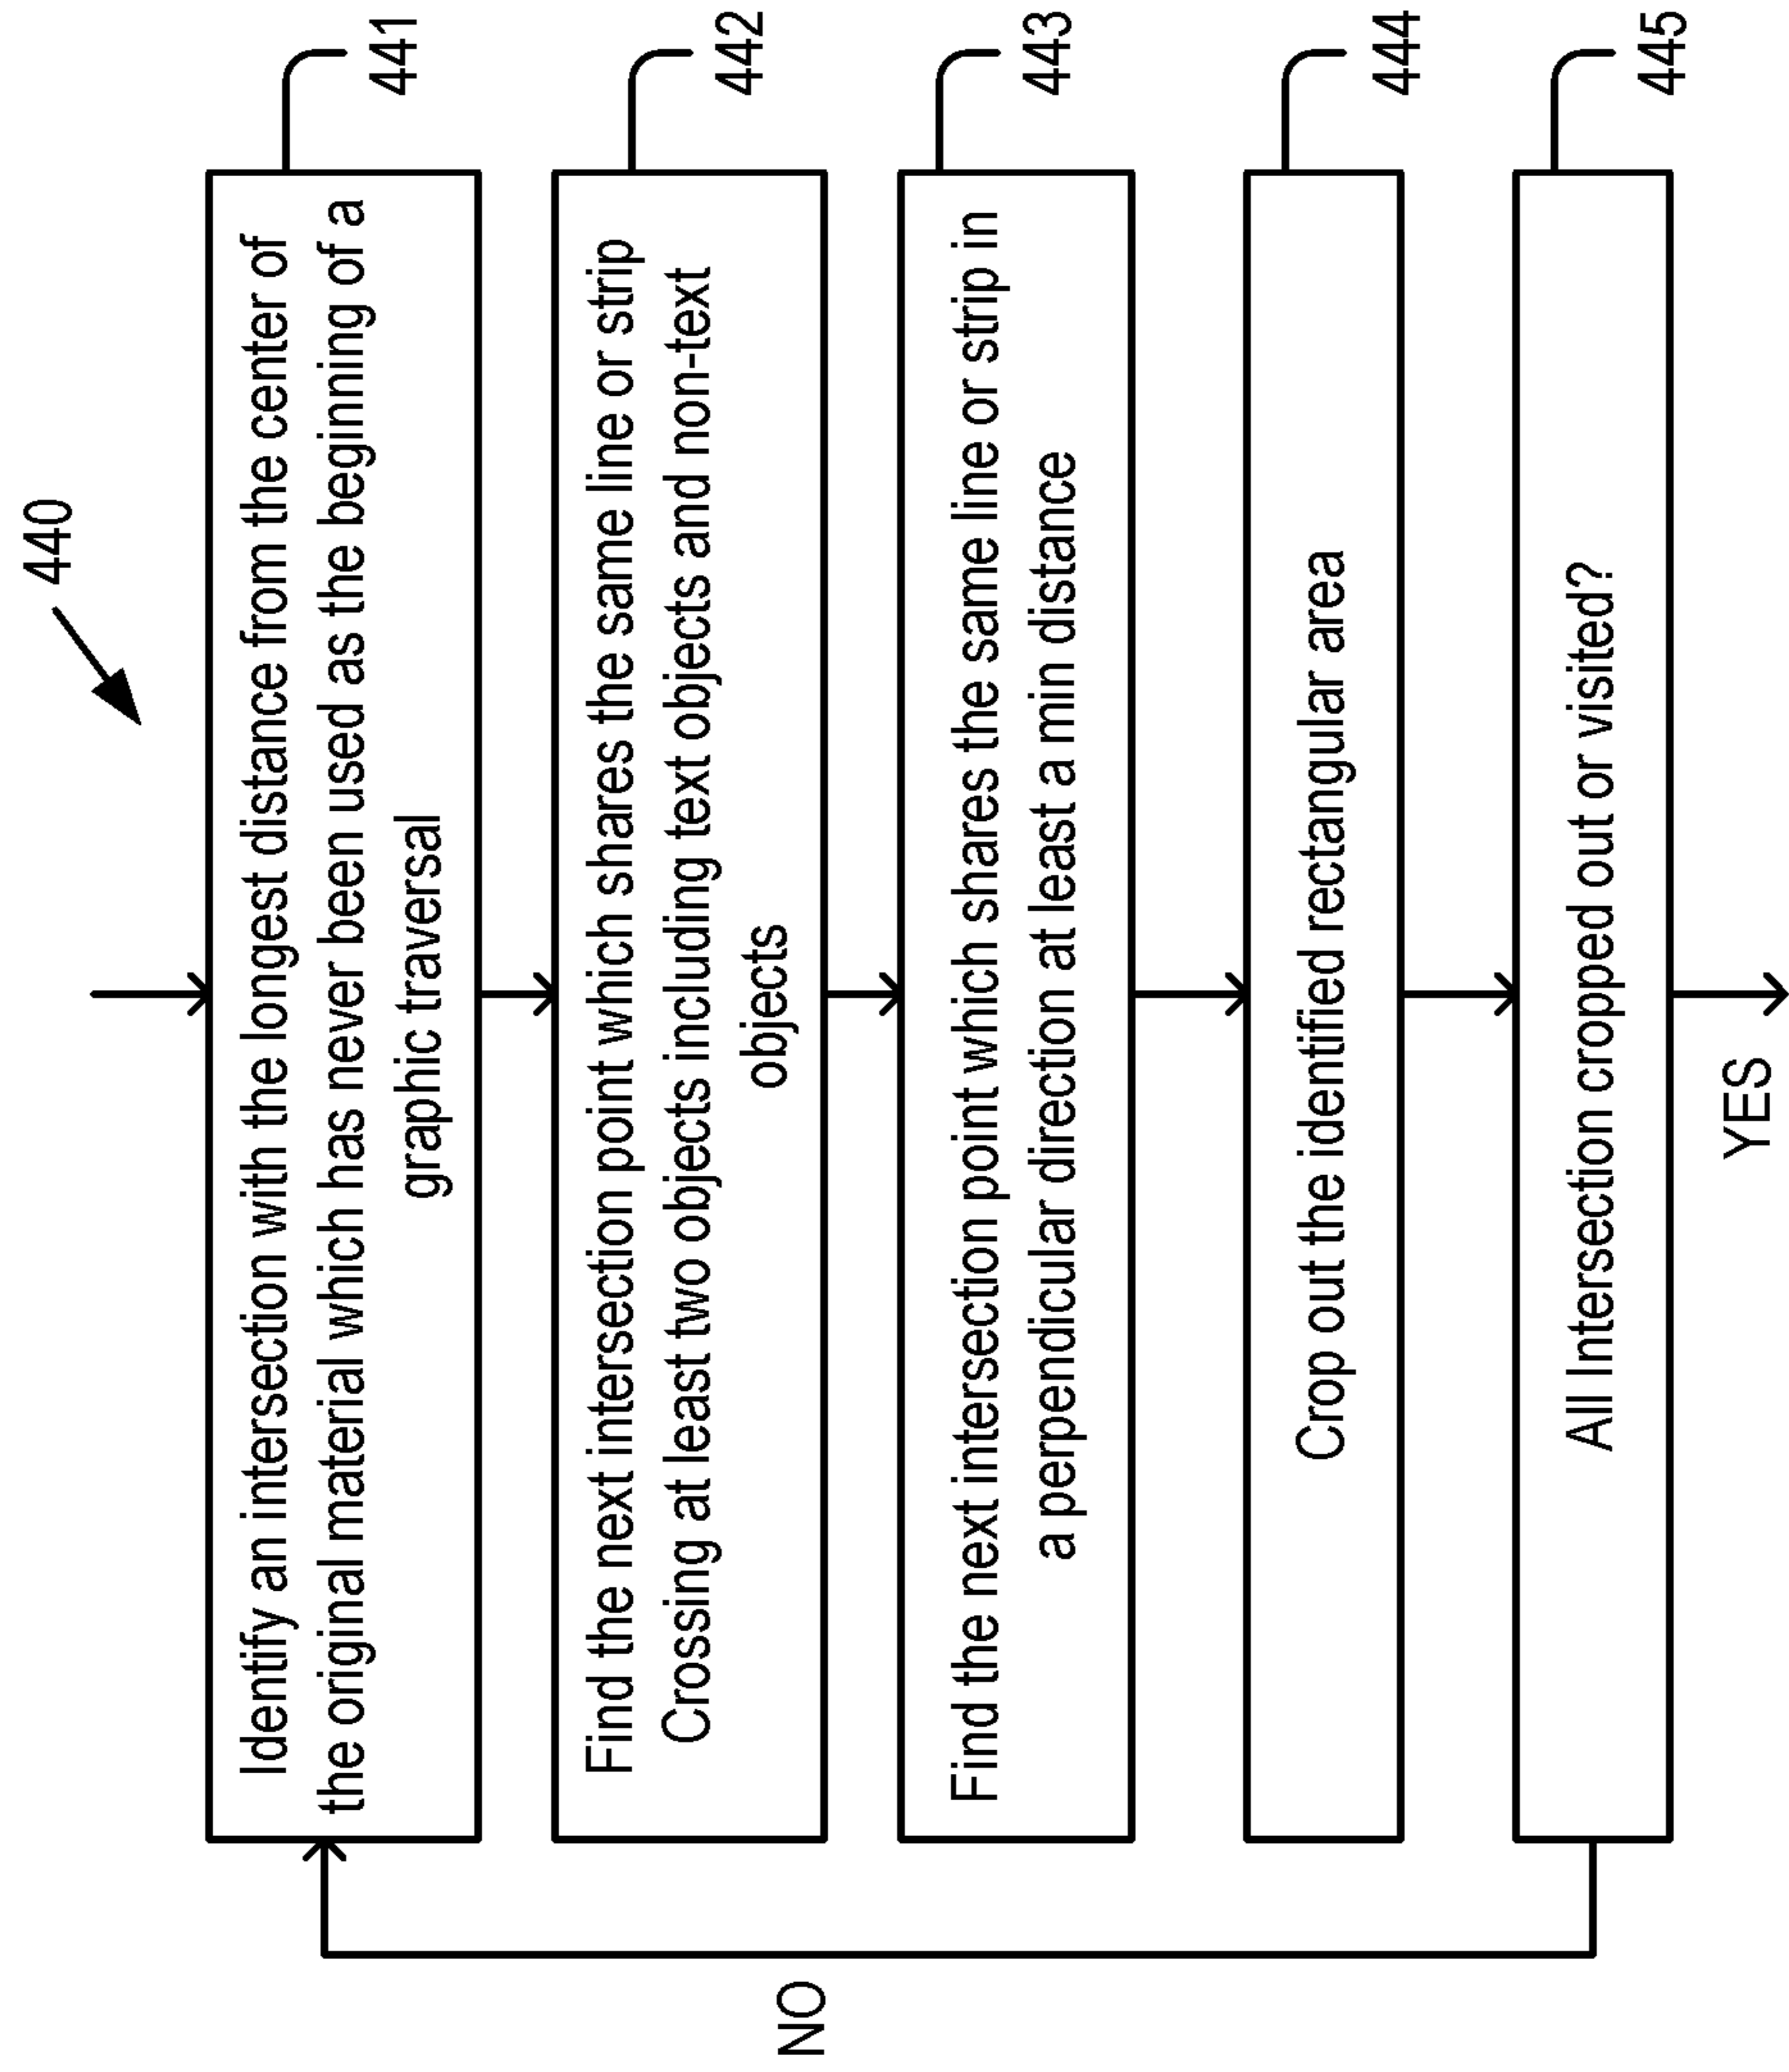 440
Identify an intersection with the longest distance from the center of
the original material which has never been used as the beginning of a
graphic traversal
441
Find the next intersection point which shares the same line or strip
Crossing at least two objects including text objects and non-text
objects
442
Find the next intersection point which shares the same line or strip in
a perpendicular direction at least a min distance
443
Crop out the identified rectangular area
444
All Intersection cropped out or visited?
445
NO
YES